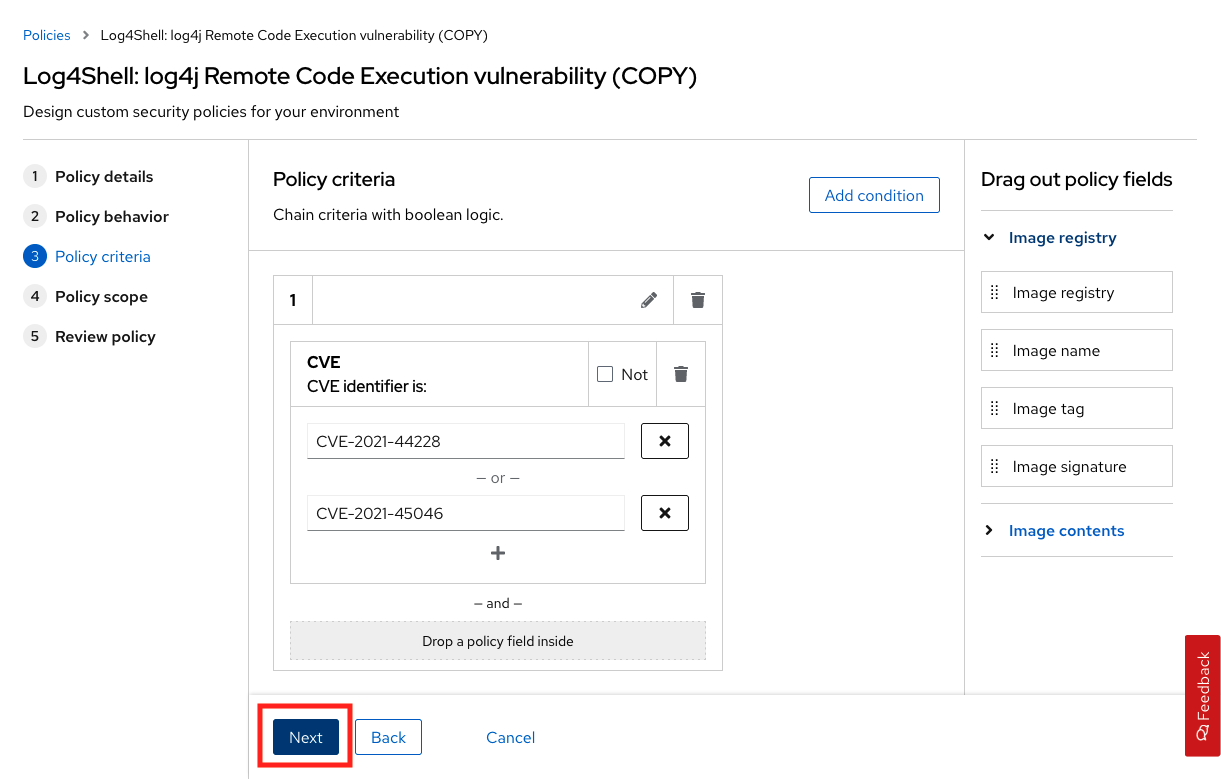 Policies > Log4Shell: log4j Remote Code Execution vulnerability (COPY)
Log4Shell: log4j Remote Code Execution vulnerability (COPY)
Design custom security policies for your environment
1 Policy details
2 Policy behavior
3 Policy criteria
4 Policy scope
5 Review policy
Policy criteria
Chain criteria with boolean logic.
Add condition
1
CVE
CVE identifier is:
Not
CVE-2021-44228
— or —
CVE-2021-45046
— and —
Drop a policy field inside
Next
Back
Cancel
Drag out policy fields
Image registry
Image registry
Image name
Image tag
Image signature
Image contents
Feedback